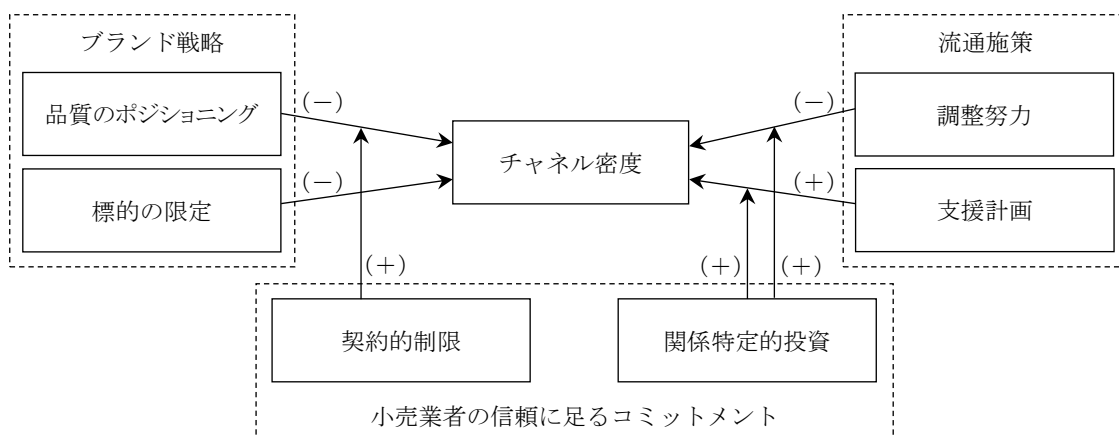 ブランド戦略
品質のポジショニング
標的の限定
(−)
(−)
チャネル密度
流通施策
調整努力
支援計画
(−)
(+)
(+)
(+)
(+)
契約的制限
関係特定的投資
小売業者の信頼に足るコミットメント